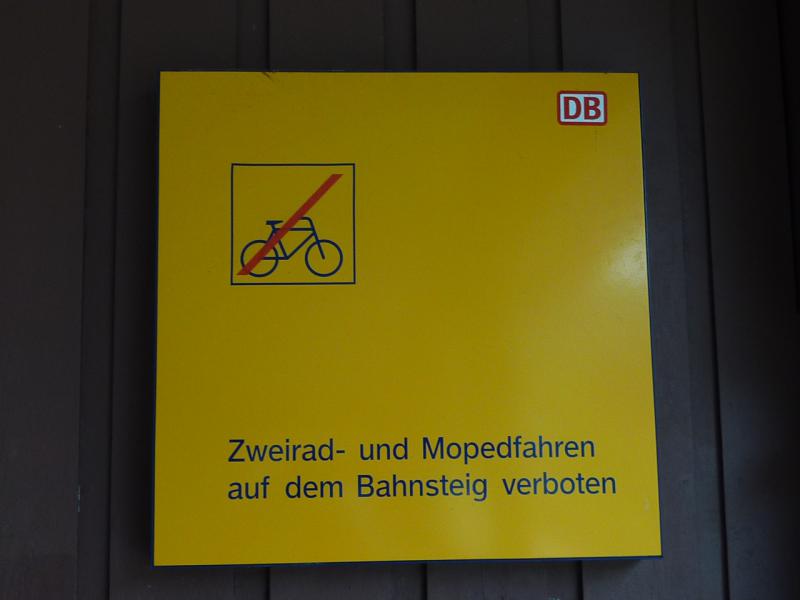 DB
Zweirad- und Mopedfahren
auf dem Bahnsteig verboten